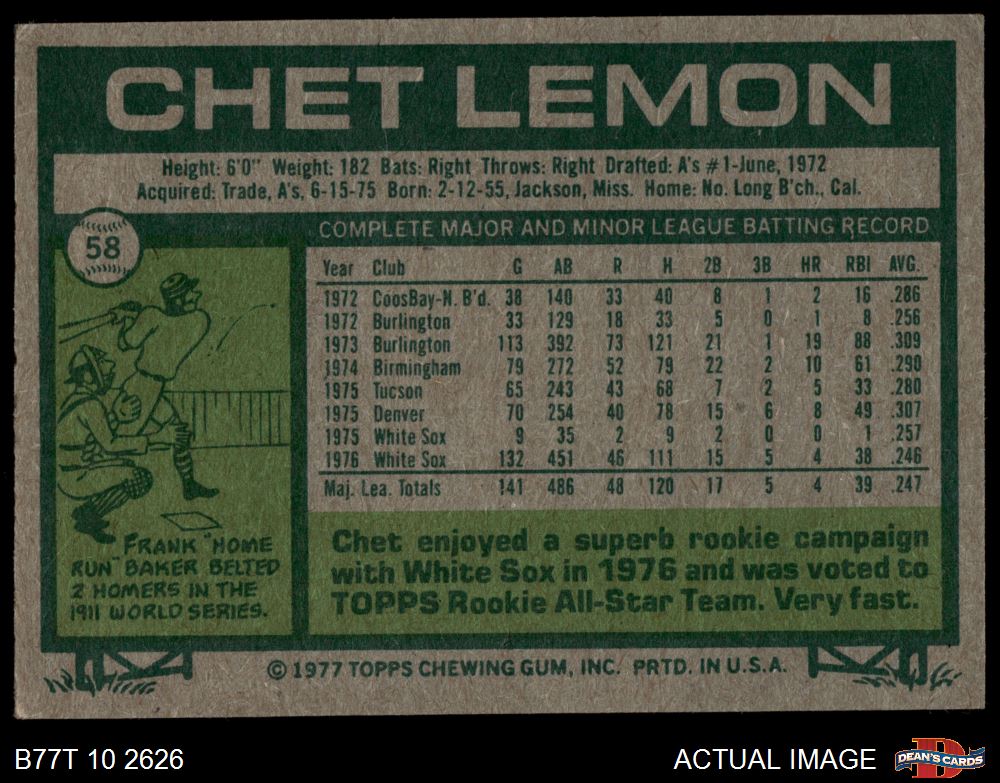 CHET LEMON
Height: 6'0" Weight: 182 Bats: Right Throws: Right Drafted: A's #1-June, 1972
Acquired: Trade, A's, 6-15-75 Born: 2-12-55, Jackson, Miss. Home: No. Long B'ch., Cal.
58
COMPLETE MAJOR AND MINOR LEAGUE BATTING RECORD
Year Club G AB R H 2B 3B HR RBI AVG.
1972 CoosBay-N. B'd. 38 140 33 40 8 1 2 16 .286
1972 Burlington 33 129 18 33 5 0 1 8 .256
1973 Burlington 113 392 73 121 21 1 19 88 .309
1974 Birmingham 79 272 52 79 22 2 10 61 .290
1975 Tucson 65 243 43 68 7 2 5 33 .280
1975 Denver 70 254 40 78 15 6 8 49 .307
1975 White Sox 9 35 2 9 2 0 0 1 .257
1976 White Sox 132 451 46 111 15 5 4 38 .246
Maj. Lea. Totals 141 486 48 120 17 5 4 39 .247
FRANK "HOME
RUN" BAKER BELTED
2 HOMERS IN THE
1911 WORLD SERIES.
Chet enjoyed a superb rookie campaign
with White Sox in 1976 and was voted to
TOPPS Rookie All-Star Team. Very fast.
© 1977 TOPPS CHEWING GUM, INC. PRTD. IN U.S.A.
B77T 10 2626
ACTUAL IMAGE
D
DEAN'S CARDS